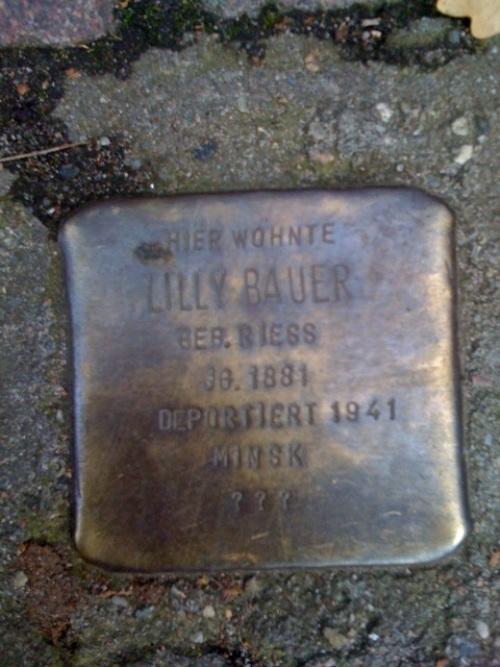 HIER WOHNTE
LILLY BAUER
GEB. RIESS
JG. 1881
DEPORTIERT 1941
MINSK
???